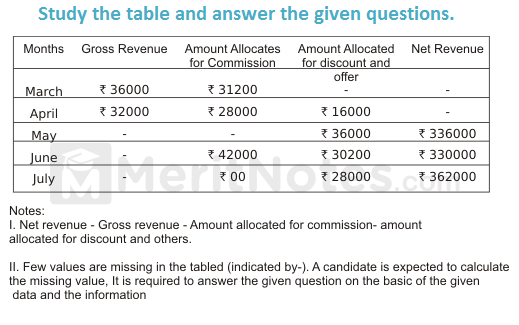 Study the table and answer the given questions.
Months Gross Revenue Amount Allocates for Commission Amount Allocated for discount and offer Net Revenue
March ₹ 36000 ₹ 31200 - -
April ₹ 32000 ₹ 28000 ₹ 16000 -
May - - ₹ 36000 ₹ 336000
June - ₹ 42000 ₹ 30200 ₹ 330000
July - ₹ 00 ₹ 28000 ₹ 362000
MeritNotes.com
Notes:
I. Net revenue - Gross revenue - Amount allocated for commission- amount
allocated for discount and others.
II. Few values are missing in the tabled (indicated by-). A candidate is expected to calculate
the missing value, It is required to answer the given question on the basic of the given
data and the information